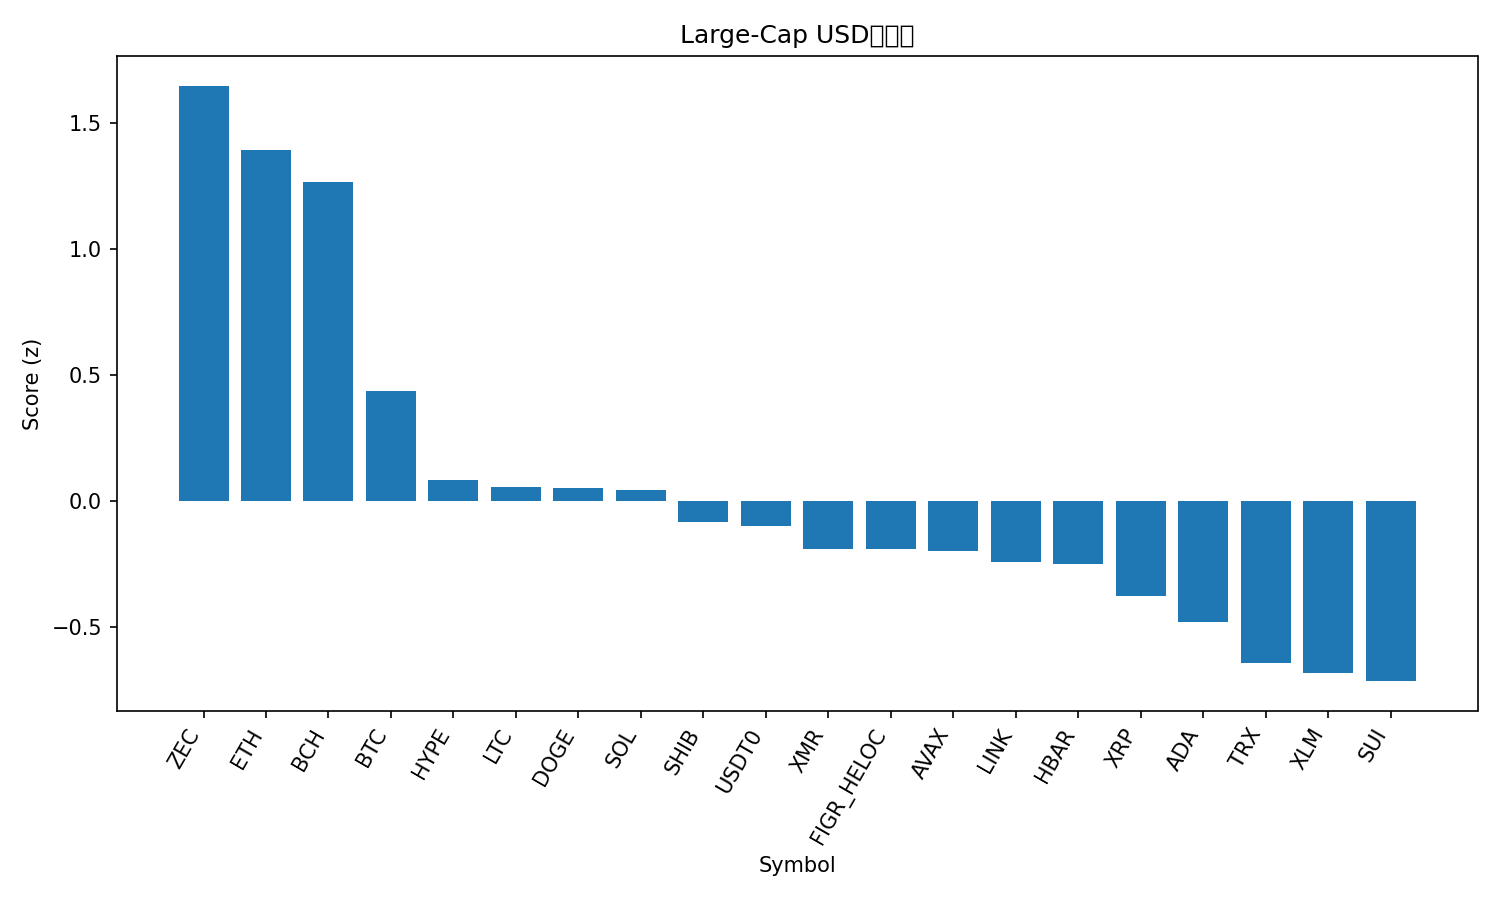 Large-Cap USD
Score (z)
1.5
1.0
0.5
0.0
−0.5
ZEC
ETH
BCH
BTC
HYPE
LTC
DOGE
SOL
SHIB
USDT0
XMR
FIGR_HELOC
AVAX
LINK
HBAR
XRP
ADA
TRX
XLM
SUI
Symbol